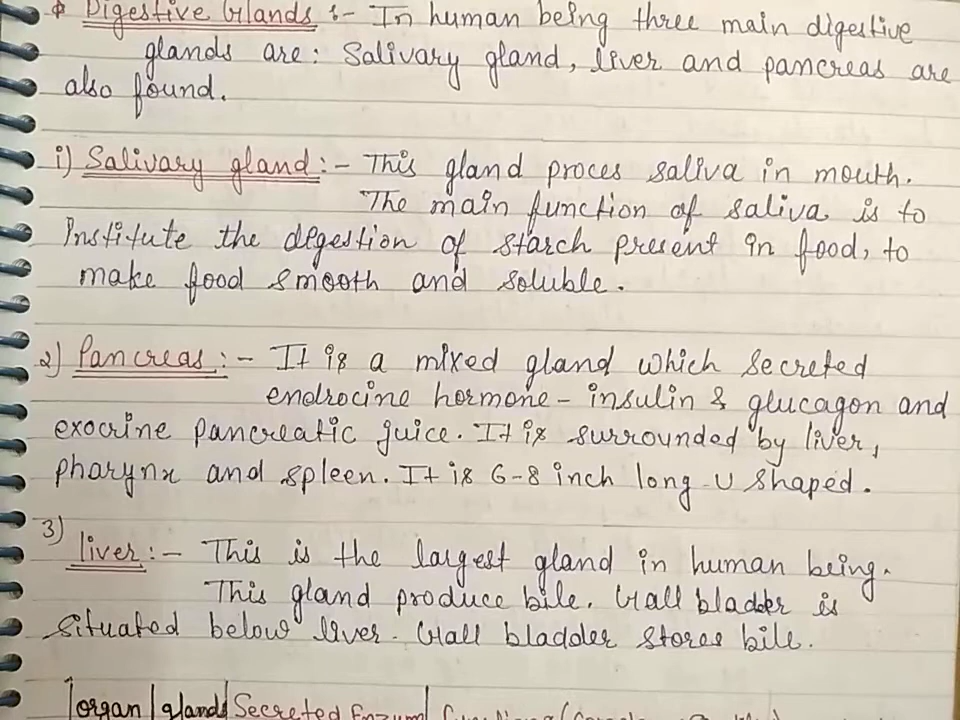 * Digestive Glands :- In human being three main digestive
glands are: Salivary gland, liver and pancreas are
also found.
i) Salivary gland :- This gland proces saliva in mouth.
The main function of saliva is to
Institute the digestion of starch present in food, to
make food smooth and soluble.
2) Pancreas :- It is a mixed gland which secreted
endrocine hormone - insulin & glucagon and
exocrine pancreatic juice. It is surrounded by liver,
pharynx and spleen. It is 6-8 inch long U shaped.
3) liver :- This is the largest gland in human being.
This gland produce bile. Gall bladder is
situated below liver. Gall bladder stores bile.
organ | glands | Secreted Enzym |